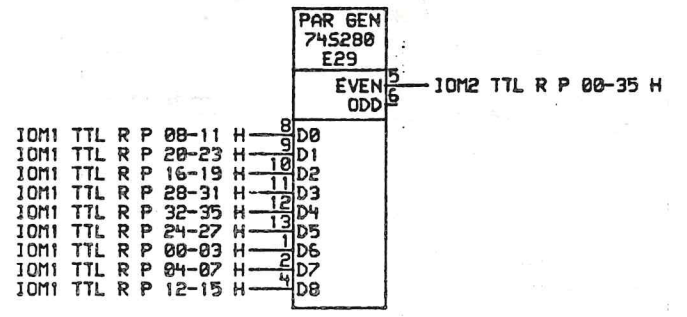 PAR GEN
74S280
E29
EVEN 5 IOM2 TTL R P 00-35 H
ODD 6
IOM1 TTL R P 08-11 H 8 D0
IOM1 TTL R P 20-23 H 9 D1
IOM1 TTL R P 16-19 H 10 D2
IOM1 TTL R P 28-31 H 11 D3
IOM1 TTL R P 32-35 H 12 D4
IOM1 TTL R P 24-27 H 13 D5
IOM1 TTL R P 00-03 H 1 D6
IOM1 TTL R P 04-07 H 2 D7
IOM1 TTL R P 12-15 H 4 D8